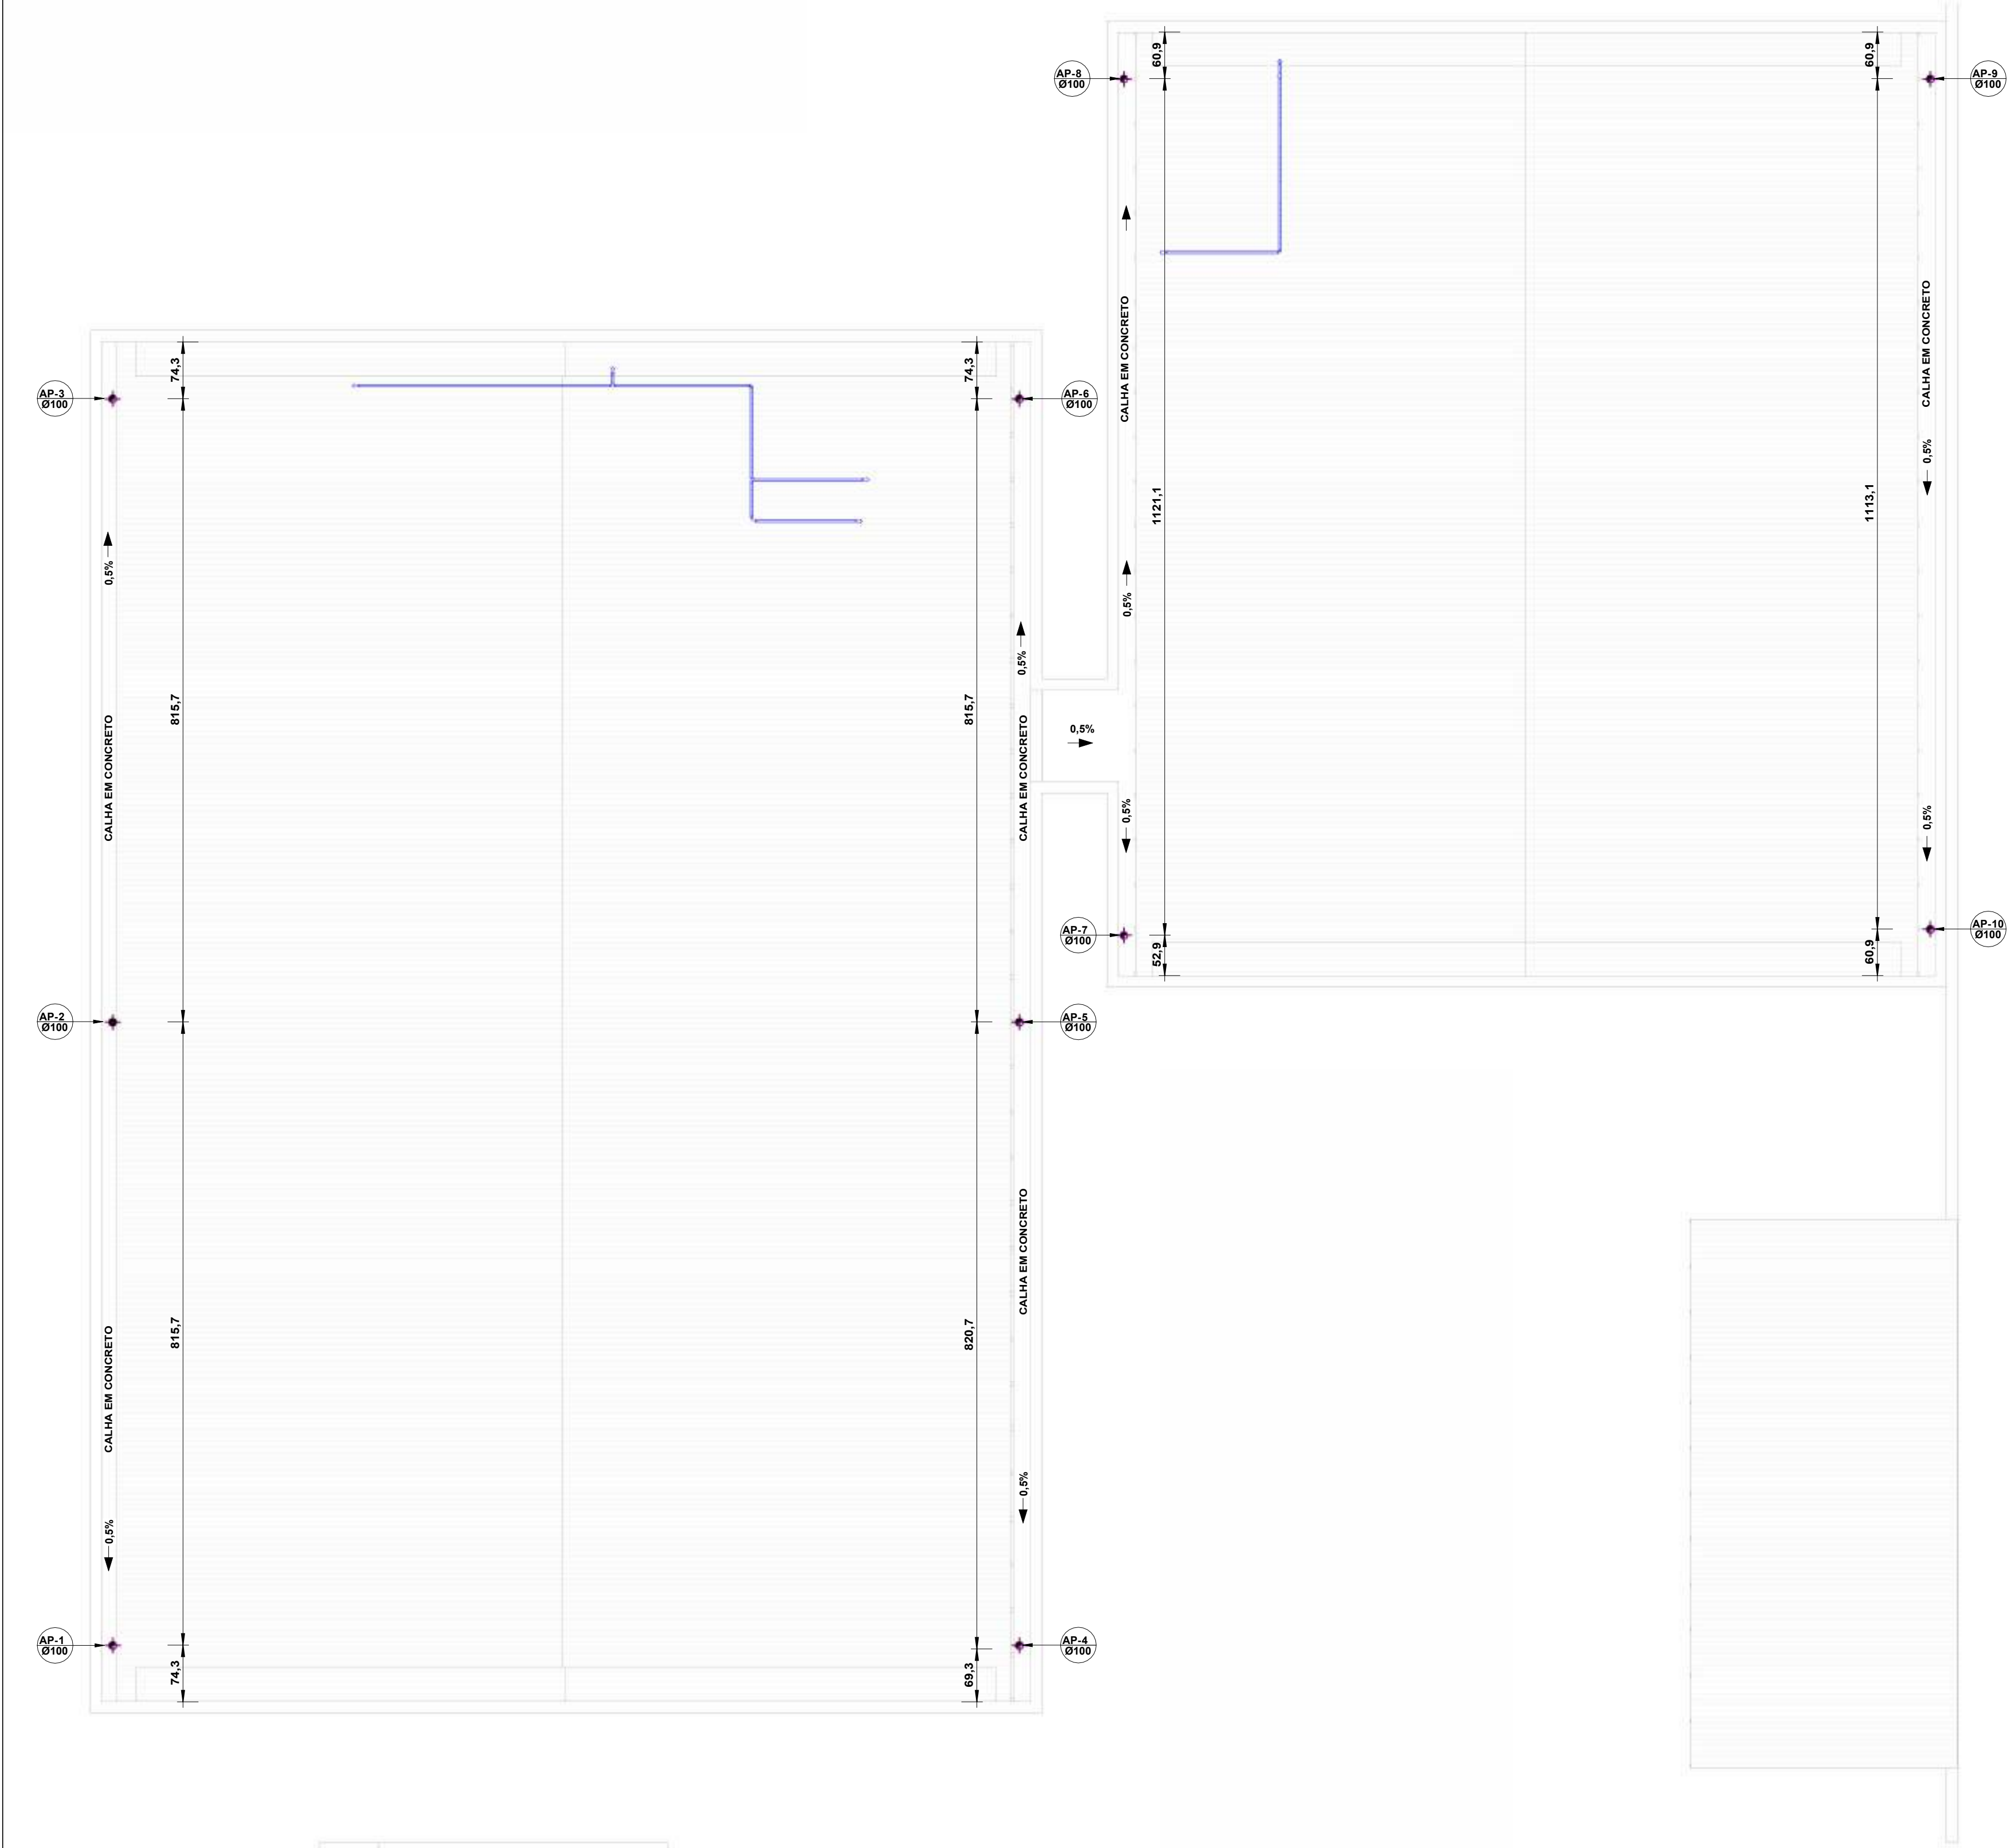 60,9
60,9
AP-8
Ø100
AP-9
Ø100
CALHA EM CONCRETO
CALHA EM CONCRETO
0,5%
1121,1
1113,1
0,5%
74,3
74,3
AP-3
Ø100
AP-6
Ø100
0,5%
0,5%
815,7
815,7
CALHA EM CONCRETO
CALHA EM CONCRETO
0,5%
0,5%
0,5%
AP-7
Ø100
AP-10
Ø100
52,9
60,9
AP-2
Ø100
AP-5
Ø100
CALHA EM CONCRETO
815,7
820,7
CALHA EM CONCRETO
0,5%
0,5%
AP-1
Ø100
AP-4
Ø100
74,3
69,3